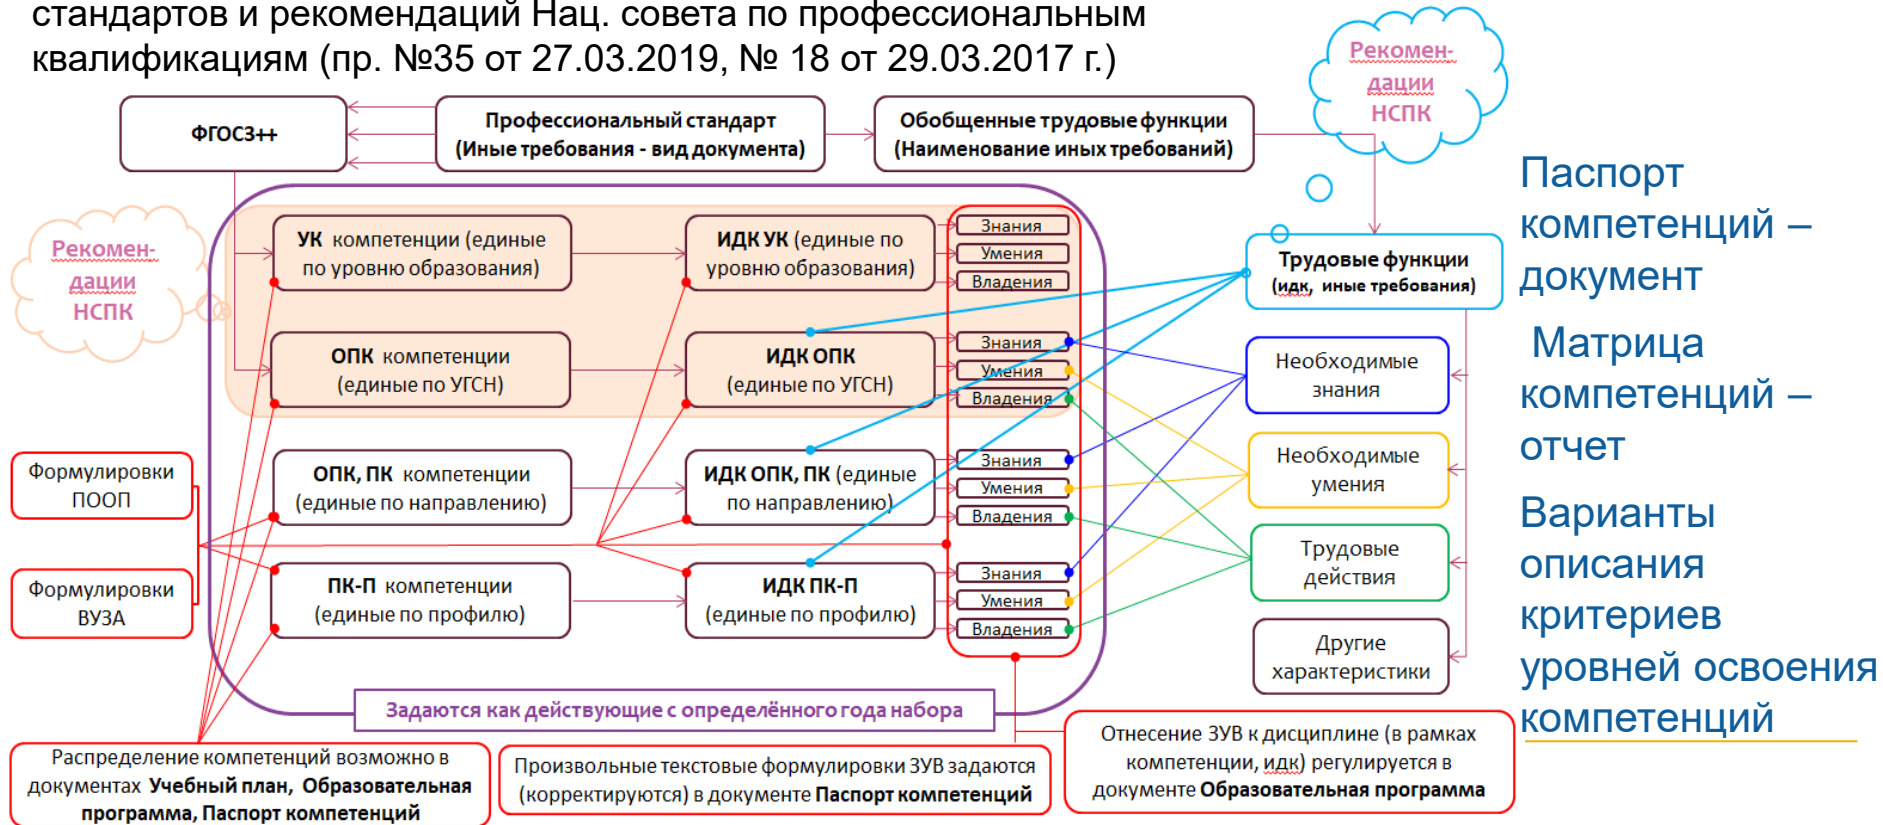 стандартов и рекомендаций Нац. совета по профессиональным
квалификациям (пр. №35 от 27.03.2019, № 18 от 29.03.2017 г.)
Рекомен-
дации
НСПК
ФГОС3++
Профессиональный стандарт
(Иные требования - вид документа)
Обобщенные трудовые функции
(Наименование иных требований)
Рекомен-
дации
НСПК
УК компетенции (единые
по уровню образования)
ИДК УК (единые по
уровню образования)
Знания
Умения
Владения
Трудовые функции
(идк, иные требования)
ОПК компетенции
(единые по УГСН)
ИДК ОПК
(единые по УГСН)
Знания
Умения
Владения
Необходимые
знания
Формулировки
ПООП
ОПК, ПК компетенции
(единые по направлению)
ИДК ОПК, ПК (единые
по направлению)
Знания
Умения
Владения
Необходимые
умения
Формулировки
ВУЗА
ПК-П компетенции
(единые по профилю)
ИДК ПК-П
(единые по профилю)
Знания
Умения
Владения
Трудовые
действия
Другие
характеристики
Задаются как действующие с определённого года набора
Распределение компетенций возможно в
документах Учебный план, Образовательная
программа, Паспорт компетенций
Произвольные текстовые формулировки ЗУВ задаются
(корректируются) в документе Паспорт компетенций
Отнесение ЗУВ к дисциплине (в рамках
компетенции, идк) регулируется в
документе Образовательная программа
Паспорт
компетенций –
документ
Матрица
компетенций –
отчет
Варианты
описания
критериев
уровней освоения
компетенций